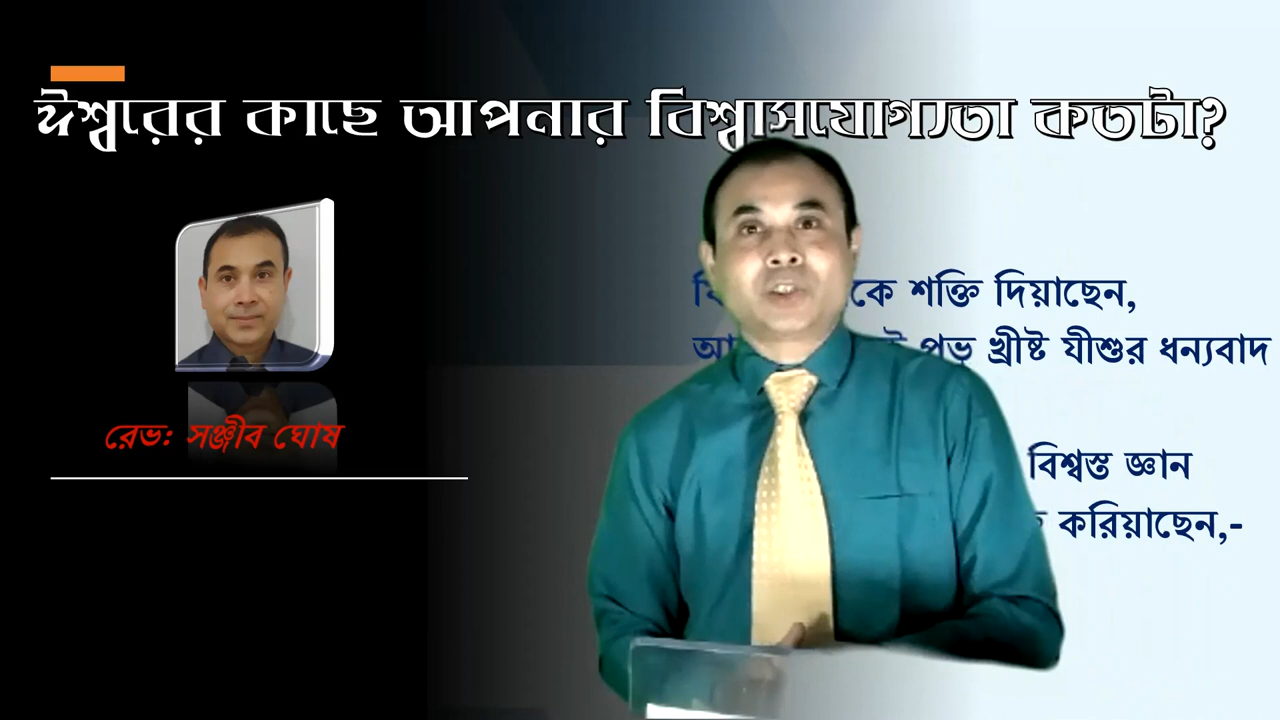 ঈশ্বরের কাছে আপনার বিশ্বাসযোগ্যতা কতটা?
কে শক্তি দিয়াছেন,
প্রভু খ্রীষ্ট যীশুর ধন্যবাদ
রেভঃ সঞ্জীব ঘোষ
বিশ্বস্ত জ্ঞান
করিয়াছেন,-